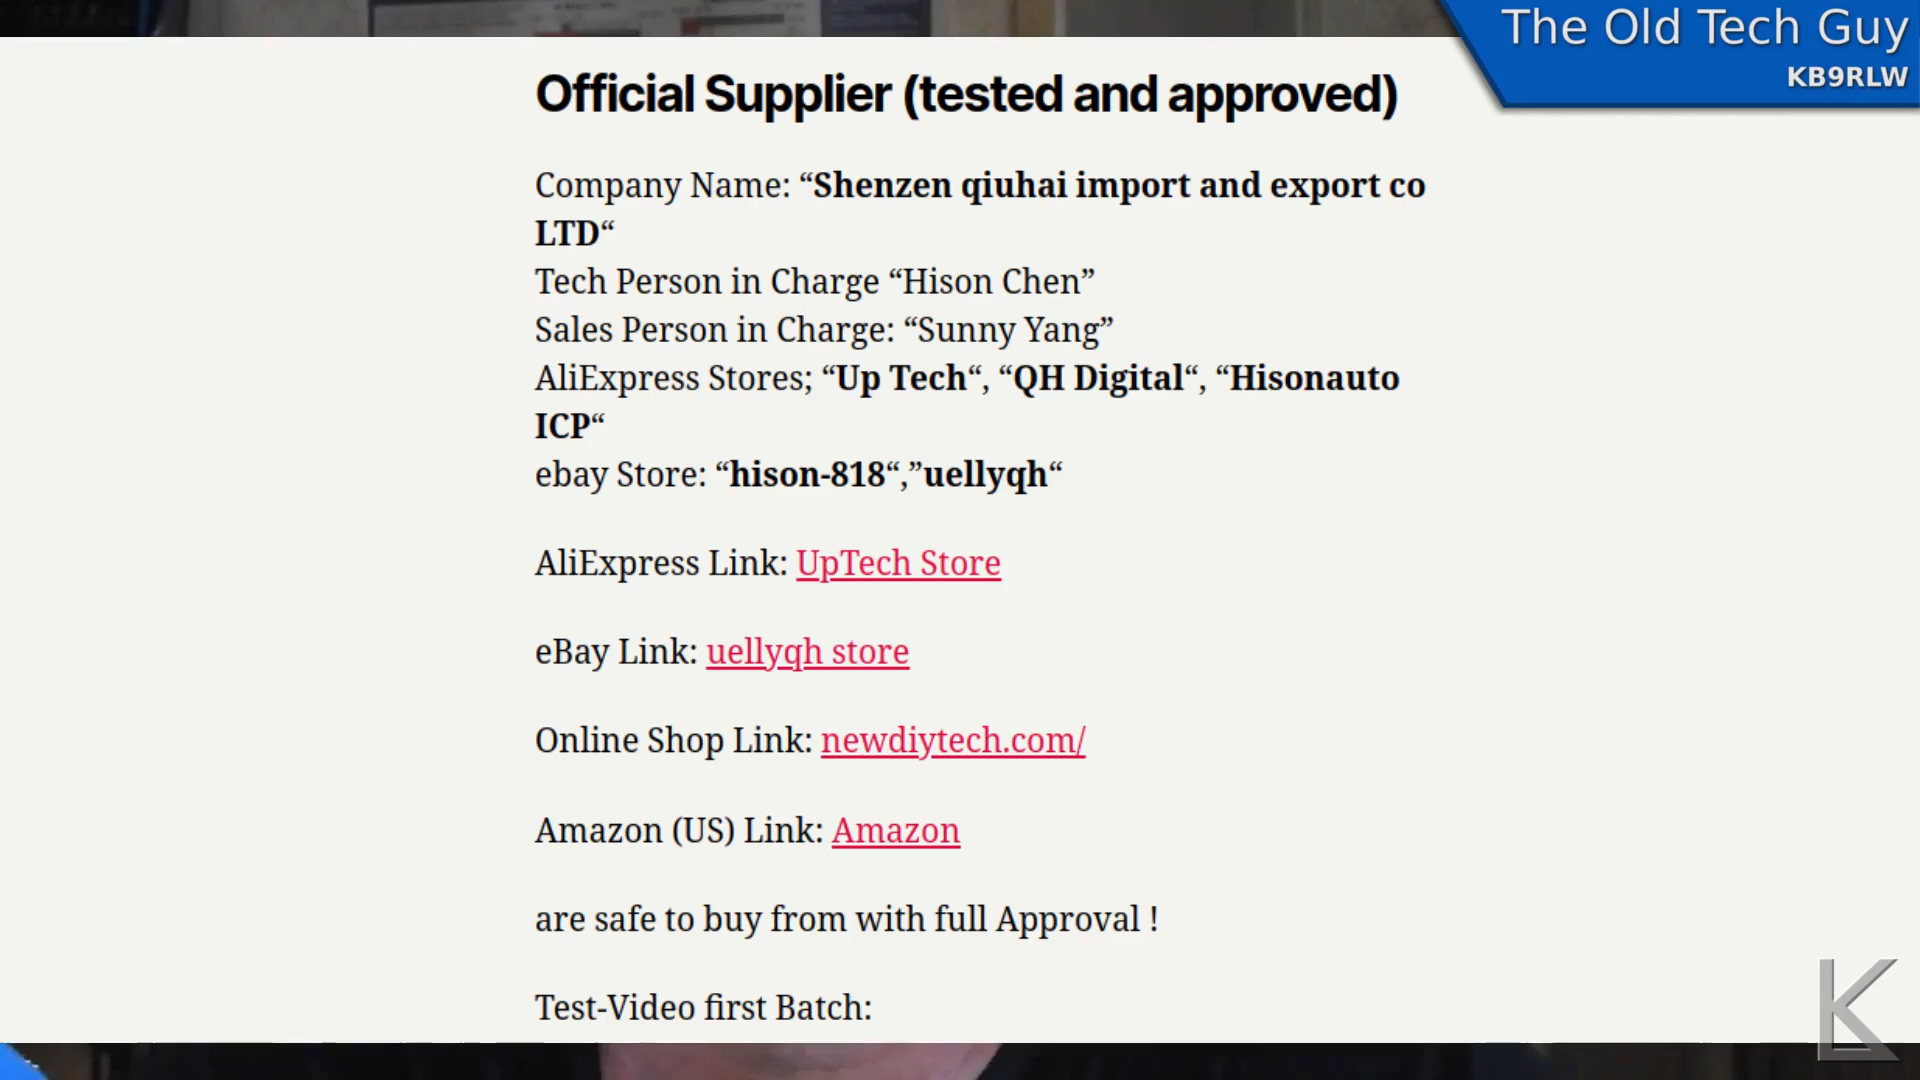 The Old Tech Guy
KB9RLW
Official Supplier (tested and approved)
Company Name: “Shenzen qiuhai import and export co
LTD“
Tech Person in Charge “Hison Chen”
Sales Person in Charge: “Sunny Yang”
AliExpress Stores; “Up Tech“, “QH Digital“, “Hisonauto
ICP“
ebay Store: “hison-818“,”uellyqh“
AliExpress Link: UpTech Store
eBay Link: uellyqh store
Online Shop Link: newdiytech.com/
Amazon (US) Link: Amazon
are safe to buy from with full Approval !
Test-Video first Batch:
K